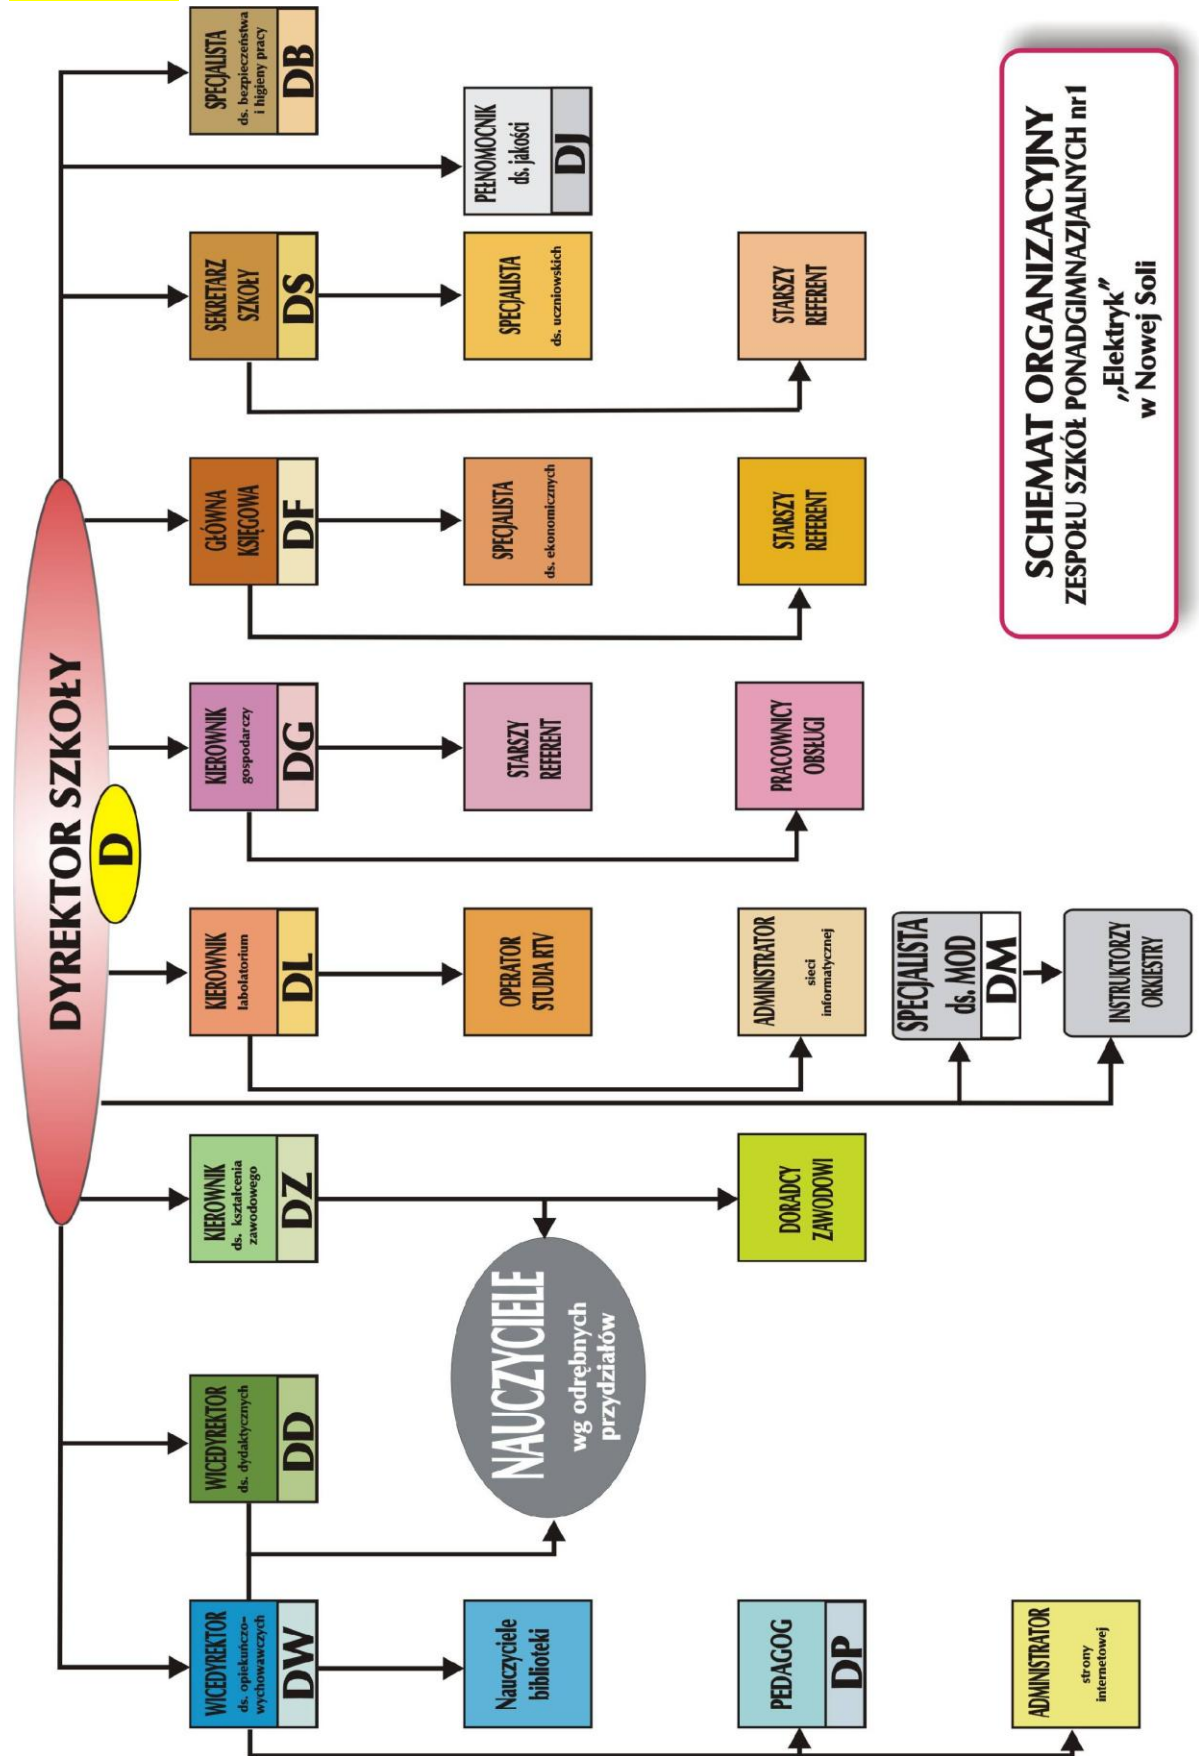 DYREKTOR SZKOŁY
D
WICEDYREKTOR
ds. opiekuńczo-
wychowawczych
DW
WICEDYREKTOR
ds. dydaktycznych
DD
KIEROWNIK
ds. kształcenia
zawodowego
DZ
KIEROWNIK
labolatorium
DL
KIEROWNIK
gospodarczy
DG
GŁÓWNA
KSIĘGOWA
DF
SEKRETARZ
SZKOŁY
DS
SPECJALISTA
ds. bezpieczeństwa
i higieny pracy
DB
Nauczyciele
biblioteki
NAUCZYCIELE
wg odrębnych
przydziałów
OPERATOR
STUDIA RTV
STARSZY
REFERENT
SPECJALISTA
ds. ekonomicznych
SPECJALISTA
ds. uczniowskich
PEŁNOMOCNIK
ds. jakości
DJ
PEDAGOG
DP
DORADCY
ZAWODOWI
ADMINISTRATOR
sieci
informatycznej
PRACOWNICY
OBSŁUGI
STARSZY
REFERENT
STARSZY
REFERENT
SPECJALISTA
ds. MOD
DM
ADMINISTRATOR
strony
internetowej
INSTRUKTORZY
ORKIESTRY
SCHEMAT ORGANIZACYJNY
ZESPOŁU SZKÓŁ PONADGIMNAZJALNYCH nr1
„Elektryk”
w Nowej Soli